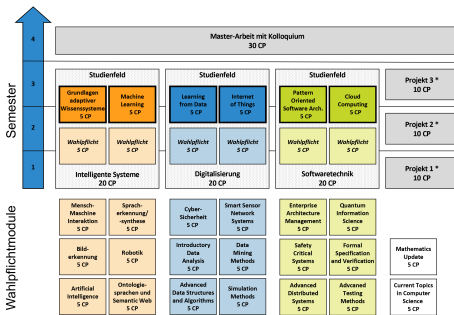 4
Master-Arbeit mit Kolloquium
30 CP
Semester
3
2
1
Studienfeld
Grundlagen
adaptiver
Wissenssysteme
5 CP
Machine
Learning
5 CP
Wahlpflicht
5 CP
Wahlpflicht
5 CP
Intelligente Systeme
20 CP
Studienfeld
Learning
from Data
5 CP
Internet
of Things
5 CP
Wahlpflicht
5 CP
Wahlpflicht
5 CP
Digitalisierung
20 CP
Studienfeld
Pattern
Oriented
Software Arch.
5 CP
Cloud
Computing
5 CP
Wahlpflicht
5 CP
Wahlpflicht
5 CP
Softwaretechnik
20 CP
Projekt 3 *
10 CP
Projekt 2 *
10 CP
Projekt 1 *
10 CP
Wahlpflichtmodule
Mensch-
Maschine
Interaktion
5 CP
Sprach-
erkennung/
-synthese
5 CP
Cyber-
Sicherheit
5 CP
Smart Sensor
Network
Systems
5 CP
Enterprise
Architecture
Management
5 CP
Quantum
Information
Science
5 CP
Bild-
erkennung
5 CP
Robotik
5 CP
Introductory
Data
Analysis
5 CP
Data
Mining
Methods
5 CP
Safety
Critical
Systems
5 CP
Formal
Specification
and Verification
5 CP
Mathematics
Update
5 CP
Artificial
Intelligence
5 CP
Ontologie-
sprachen und
Semantic Web
5 CP
Advanced
Data Structures
and Algorithms
5 CP
Simulation
Methods
5 CP
Advanced
Distributed
Systems
5 CP
Advcaned
Testing
Methods
5 CP
Current Topics
in Computer
Science
5 CP